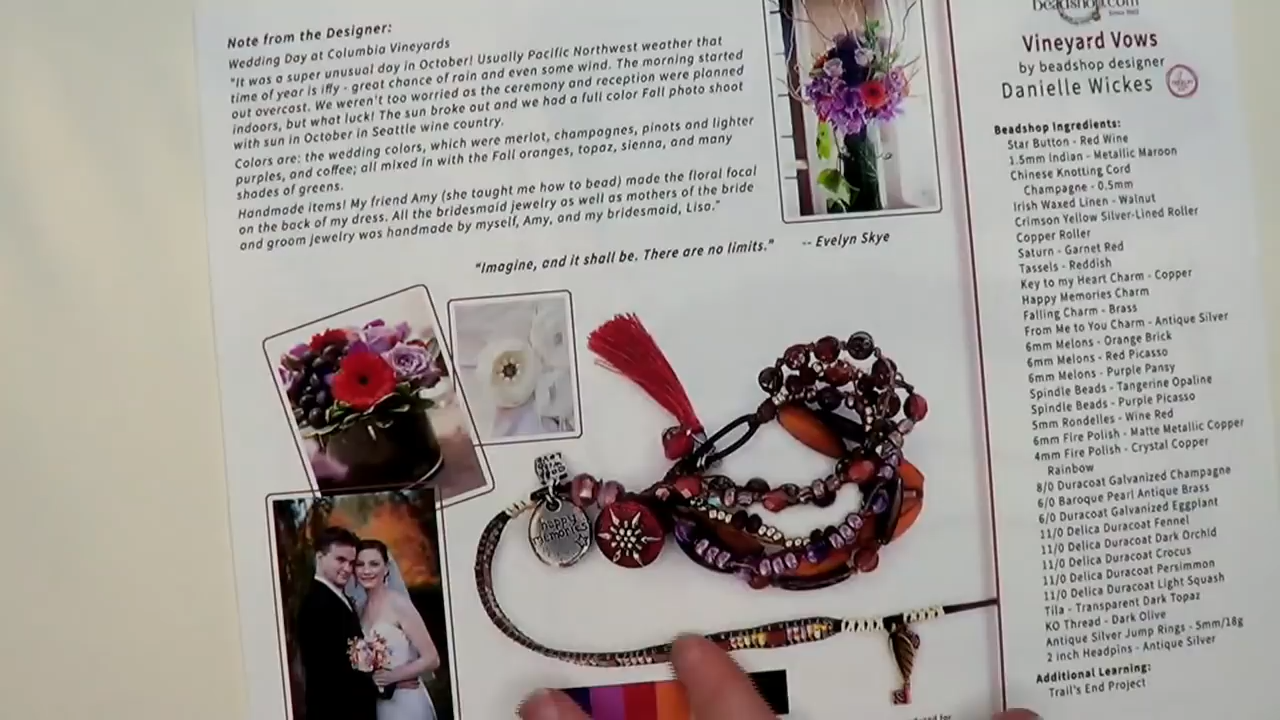 Note from the Designer:
Wedding Day at Columbia Vineyards
"It was a super unusual day in October! Usually Pacific Northwest weather that
time of year is iffy - great chance of rain and even some wind. The morning started
out overcast. We weren't too worried as the ceremony and reception were planned
indoors, but what luck! The sun broke out and we had a full color Fall photo shoot
with sun in October in Seattle wine country.
Colors are: the wedding colors, which were merlot, champagnes, pinots and lighter
purples, and coffee; all mixed in with the Fall oranges, topaz, sienna, and many
shades of greens.
Handmade items! My friend Amy (she taught me how to bead) made the floral focal
on the back of my dress. All the bridesmaid jewelry as well as mothers of the bride
and groom jewelry was handmade by myself, Amy, and my bridesmaid, Lisa."
"Imagine, and it shall be. There are no limits."
-- Evelyn Skye
happy
memories
beadshop.com
Vineyard Vows
by beadshop designer
Danielle Wickes
Beadshop Ingredients:
Star Button - Red Wine
1.5mm Indian - Metallic Maroon
Chinese Knotting Cord
Champagne - 0.5mm
Irish Waxed Linen - Walnut
Crimson Yellow Silver-Lined Roller
Copper Roller
Saturn - Garnet Red
Tassels - Reddish
Key to my Heart Charm - Copper
Happy Memories Charm
Falling Charm - Brass
From Me to You Charm - Antique Silver
6mm Melons - Orange Brick
6mm Melons - Red Picasso
6mm Melons - Purple Pansy
Spindle Beads - Tangerine Opaline
Spindle Beads - Purple Picasso
5mm Rondelles - Wine Red
6mm Fire Polish - Matte Metallic Copper
4mm Fire Polish - Crystal Copper
Rainbow
8/0 Duracoat Galvanized Champagne
6/0 Baroque Pearl Antique Brass
6/0 Duracoat Galvanized Eggplant
11/0 Delica Duracoat Fennel
11/0 Delica Duracoat Dark Orchid
11/0 Delica Duracoat Crocus
11/0 Delica Duracoat Persimmon
11/0 Delica Duracoat Light Squash
Tila - Transparent Dark Topaz
KO Thread - Dark Olive
Antique Silver Jump Rings - 5mm/18g
2 inch Headpins - Antique Silver
Additional Learning:
Trail's End Project